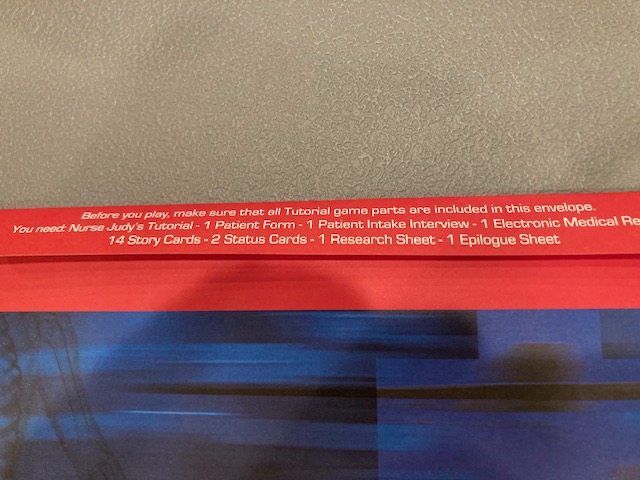 Before you play, make sure that all Tutorial game parts are included in this envelope.
You need: Nurse Judy's Tutorial - 1 Patient Form - 1 Patient Intake Interview - 1 Electronic Medical Re
14 Story Cards - 2 Status Cards - 1 Research Sheet - 1 Epilogue Sheet